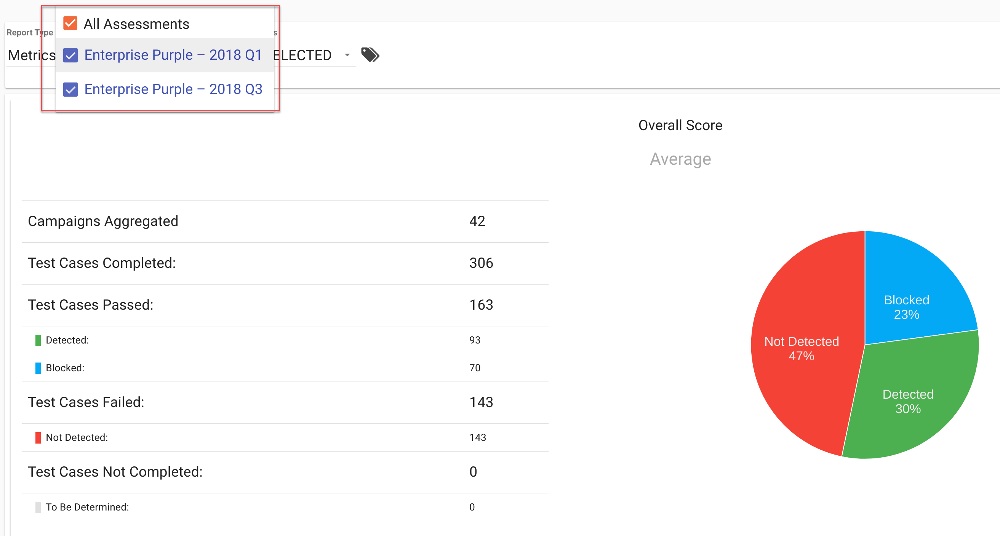 All Assessments
Report Type
s
Metrics
Enterprise Purple – 2018 Q1
ELECTED
Enterprise Purple – 2018 Q3
Overall Score
Average
Campaigns Aggregated 42
Test Cases Completed: 306
Test Cases Passed: 163
Detected: 93
Blocked: 70
Test Cases Failed: 143
Not Detected: 143
Test Cases Not Completed: 0
To Be Determined: 0
Blocked
23%
Not Detected
47%
Detected
30%